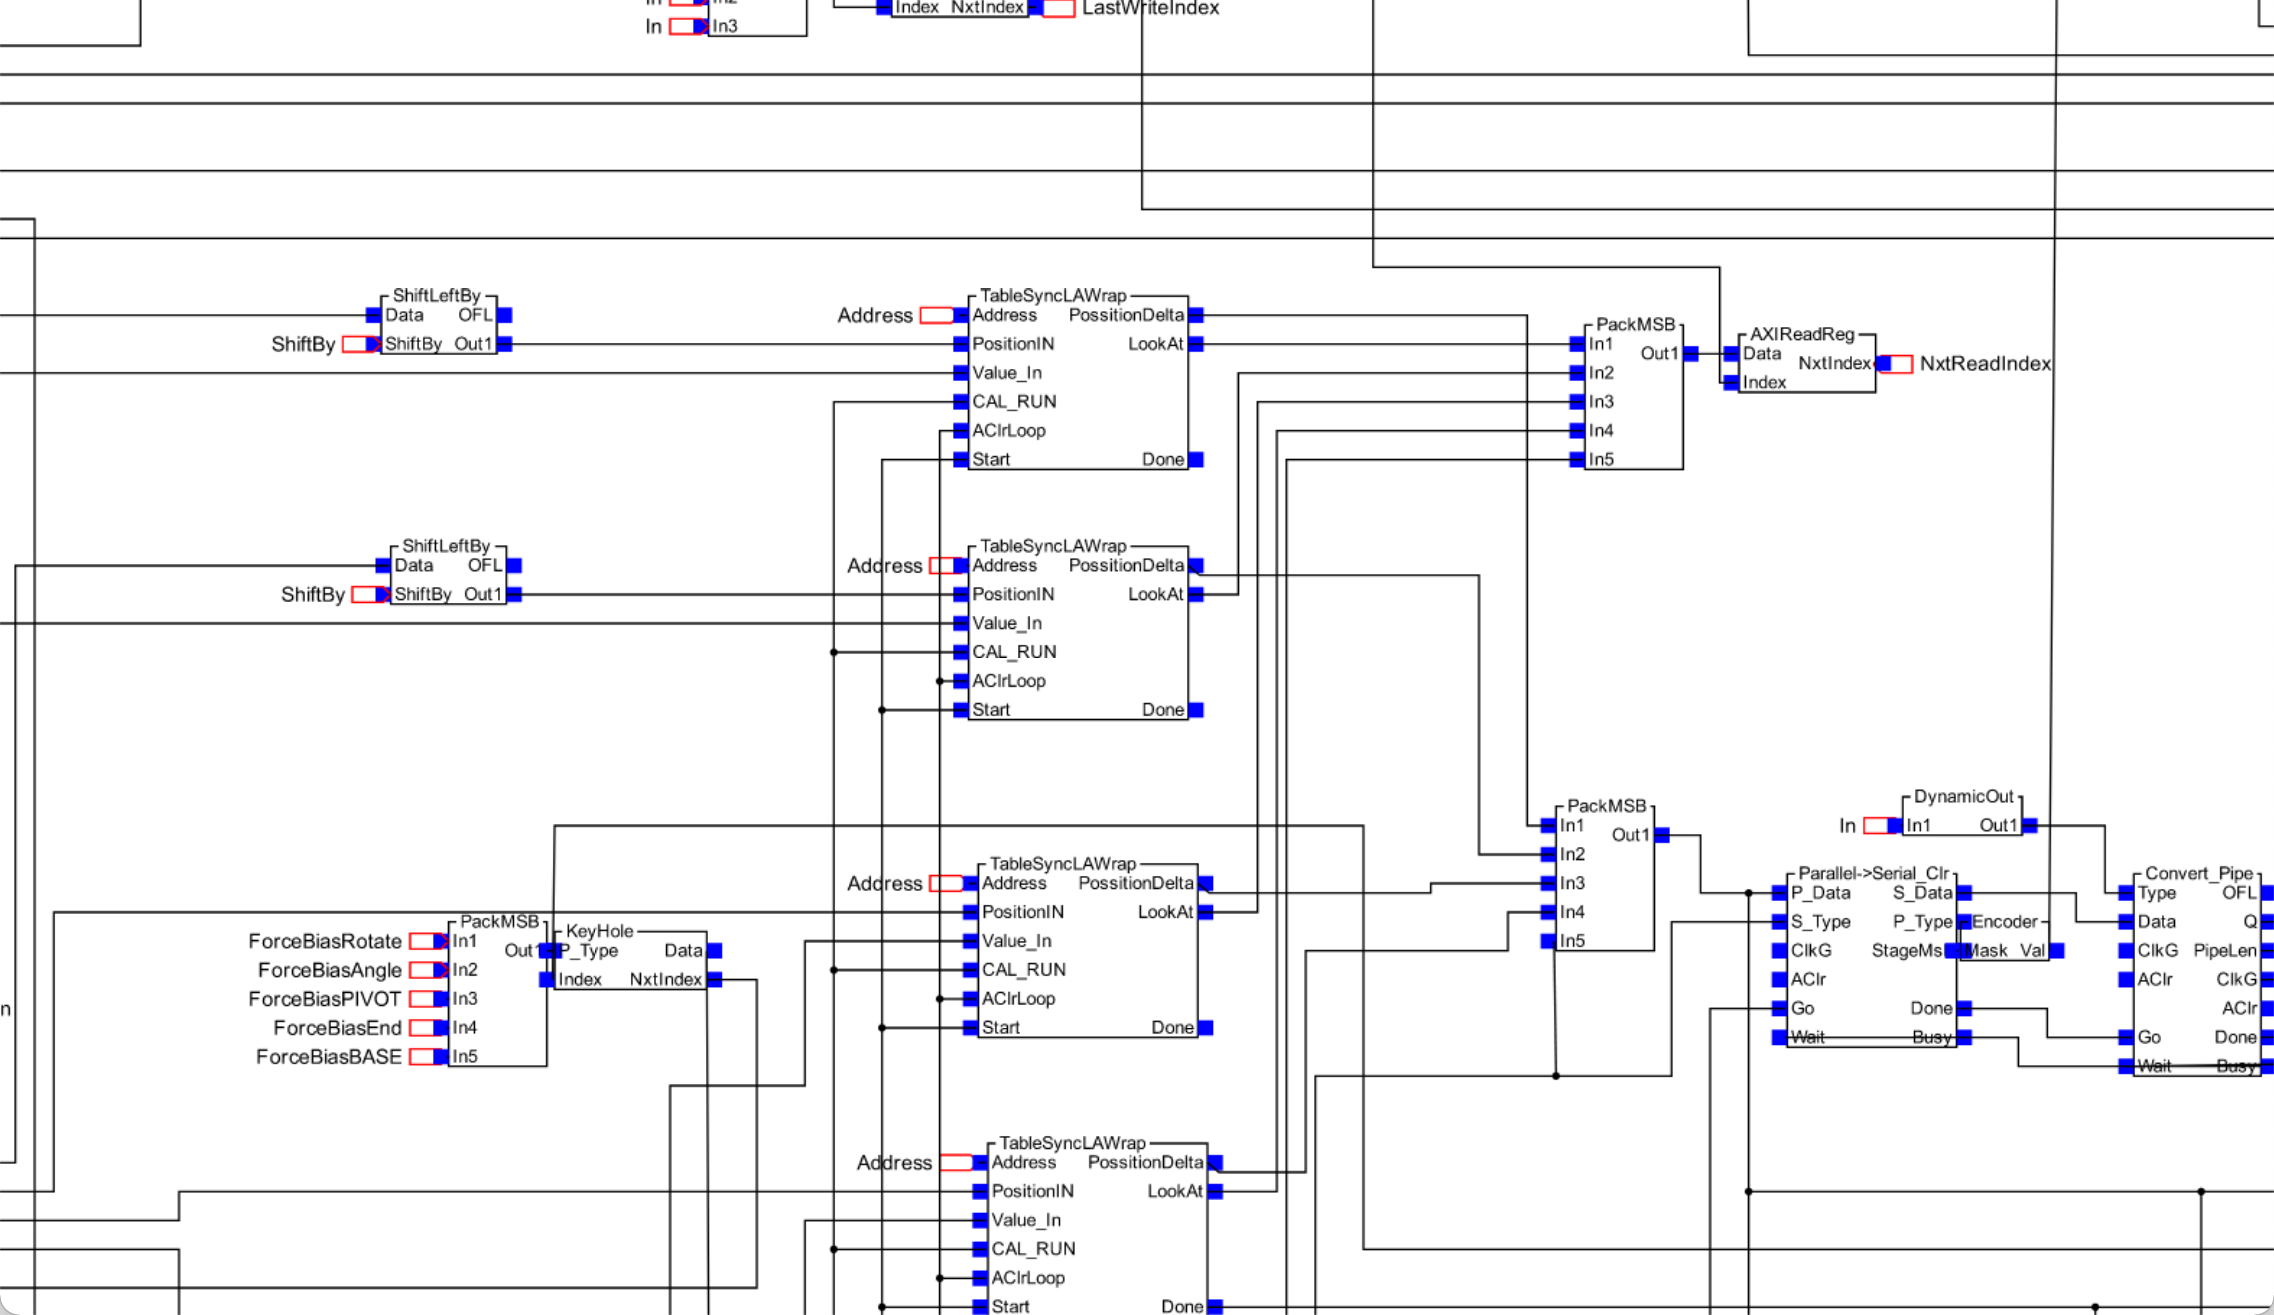 In
In3
Index NxtIndex LastWriteIndex
ShiftLeftBy
Data OFL
ShiftBy ShiftBy Out1
TableSyncLAWrap
Address Address PossitionDelta
PositionIN LookAt
Value_In
CAL_RUN
AClrLoop
Start Done
PackMSB
In1 Out1
In2
In3
In4
In5
AXIReadReg
Data
NxtIndex NxtReadIndex
Index
ShiftLeftBy
Data OFL
ShiftBy ShiftBy Out1
TableSyncLAWrap
Address Address PossitionDelta
PositionIN LookAt
Value_In
CAL_RUN
AClrLoop
Start Done
PackMSB
In1 Out1
In2
In3
In4
In5
DynamicOut
In In1 Out1
TableSyncLAWrap
Address Address PossitionDelta
PositionIN LookAt
Value_In
CAL_RUN
AClrLoop
Start Done
PackMSB
ForceBiasRotate In1 Out1
ForceBiasAngle In2
ForceBiasPIVOT In3
ForceBiasEnd In4
ForceBiasBASE In5
KeyHole
P_Type Data
Index NxtIndex
Parallel->Serial_Clr
P_Data S_Data
S_Type P_Type
ClkG StageMs
AClr
Go Done
Wait Busy
Encoder
Mask Val
Convert_Pipe
Type OFL
Data Q
ClkG PipeLen
AClr ClkG
AClr
Go Done
Wait Busy
n
TableSyncLAWrap
Address Address PossitionDelta
PositionIN LookAt
Value_In
CAL_RUN
AClrLoop
Start Done